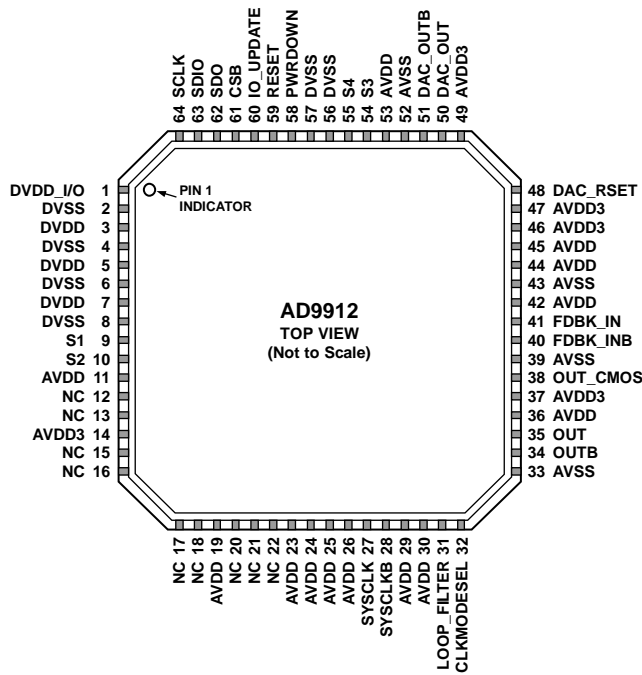 64 SCLK
63 SDIO
62 SDO
61 CSB
60 IO_UPDATE
59 RESET
58 PWRDOWN
57 DVSS
56 DVSS
55 S4
54 S3
53 AVDD
52 AVSS
51 DAC_OUTB
50 DAC_OUT
49 AVDD3
DVDD_I/O 1
DVSS 2
DVDD 3
DVSS 4
DVDD 5
DVSS 6
DVDD 7
DVSS 8
S1 9
S2 10
AVDD 11
NC 12
NC 13
AVDD3 14
NC 15
NC 16
PIN 1
INDICATOR
AD9912
TOP VIEW
(Not to Scale)
48 DAC_RSET
47 AVDD3
46 AVDD3
45 AVDD
44 AVDD
43 AVSS
42 AVDD
41 FDBK_IN
40 FDBK_INB
39 AVSS
38 OUT_CMOS
37 AVDD3
36 AVDD
35 OUT
34 OUTB
33 AVSS
NC 17
NC 18
AVDD 19
NC 20
NC 21
NC 22
AVDD 23
AVDD 24
AVDD 25
AVDD 26
SYSCLK 27
SYSCLKB 28
AVDD 29
AVDD 30
LOOP_FILTER 31
CLKMODESEL 32